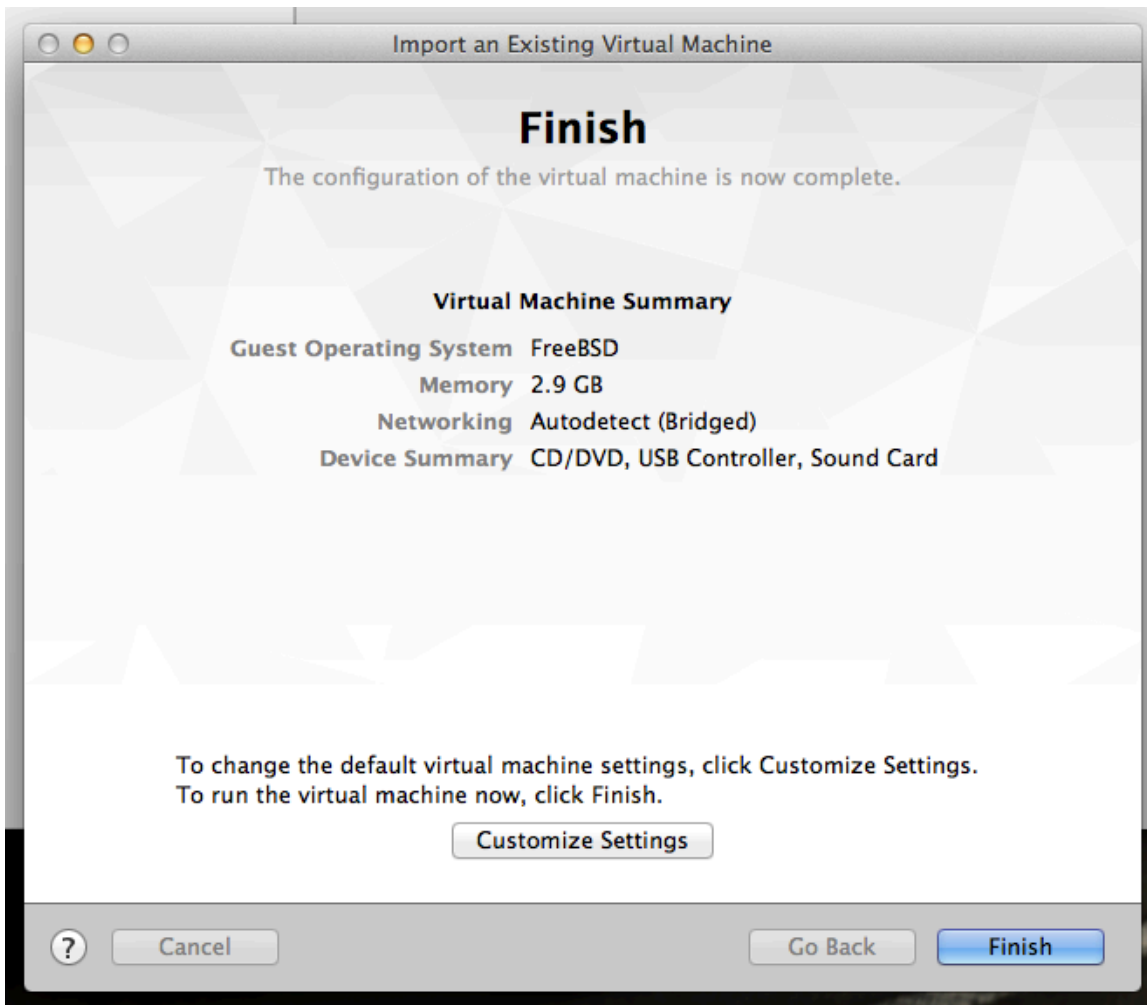 Import an Existing Virtual Machine
Finish
The configuration of the virtual machine is now complete.
Virtual Machine Summary
Guest Operating System FreeBSD
Memory 2.9 GB
Networking Autodetect (Bridged)
Device Summary CD/DVD, USB Controller, Sound Card
To change the default virtual machine settings, click Customize Settings.
To run the virtual machine now, click Finish.
Customize Settings
? Cancel Go Back Finish